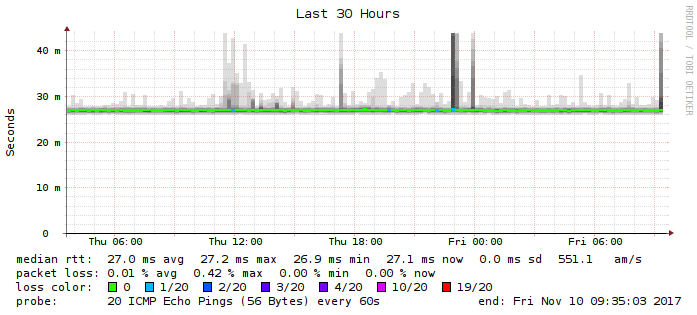 Last 30 Hours
RRDTOOL / TOBI OETIKER
Seconds
40 m
30 m
20 m
10 m
0
Thu 06:00 Thu 12:00 Thu 18:00 Fri 00:00 Fri 06:00
median rtt: 27.0 ms avg 27.2 ms max 26.9 ms min 27.1 ms now 0.0 ms sd 551.1 am/s
packet loss: 0.01 % avg 0.42 % max 0.00 % min 0.00 % now
loss color: 0 1/20 2/20 3/20 4/20 10/20 19/20
probe: 20 ICMP Echo Pings (56 Bytes) every 60s end: Fri Nov 10 09:35:03 2017